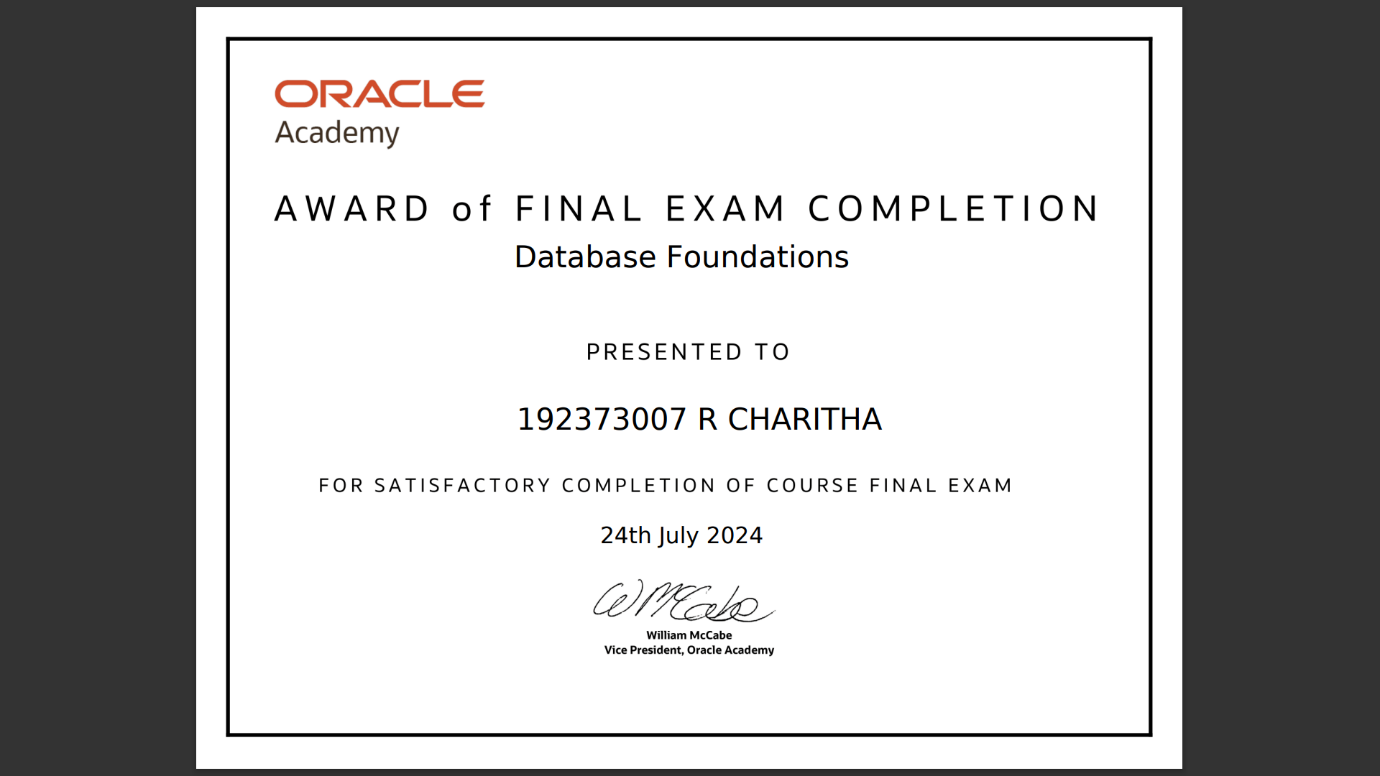 ORACLE
Academy
AWARD of FINAL EXAM COMPLETION
Database Foundations
PRESENTED TO
192373007 R CHARITHA
FOR SATISFACTORY COMPLETION OF COURSE FINAL EXAM
24th July 2024
WMcCabe
William McCabe
Vice President, Oracle Academy